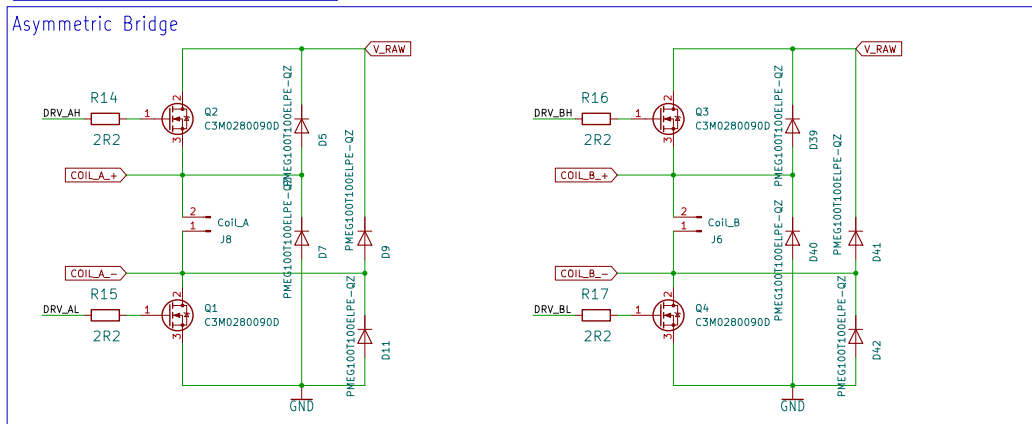 Asymmetric Bridge
V_RAW
R14
DRV_AH
1
2R2
2
3
Q2
C3M0280090D
PMEG100T100ELPE-QZ
D5
COIL_A_+
2
1
Coil_A
J8
PMEG100T100ELPE-QZ
D7
PMEG100T100ELPE-QZ
D9
COIL_A_-
R15
DRV_AL
1
2R2
2
3
Q1
C3M0280090D
PMEG100T100ELPE-QZ
D11
GND
V_RAW
R16
DRV_BH
1
2R2
2
3
Q3
C3M0280090D
PMEG100T100ELPE-QZ
D39
COIL_B_+
2
1
Coil_B
J6
PMEG100T100ELPE-QZ
D40
PMEG100T100ELPE-QZ
D41
COIL_B_-
R17
DRV_BL
1
2R2
2
3
Q4
C3M0280090D
PMEG100T100ELPE-QZ
D42
GND